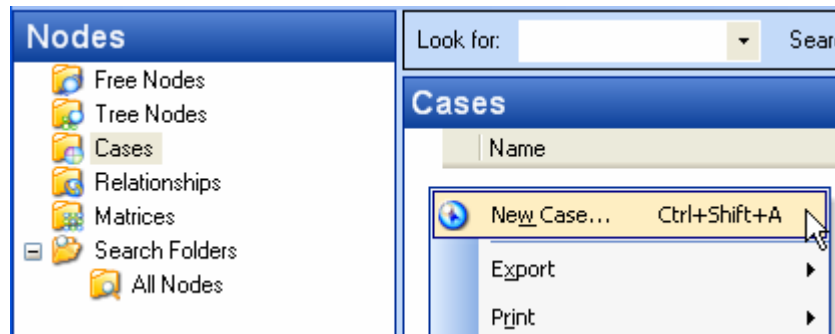 Nodes
Free Nodes
Tree Nodes
Cases
Relationships
Matrices
Search Folders
All Nodes
Look for:
Sear
Cases
Name
New Case... Ctrl+Shift+A
Export
Print